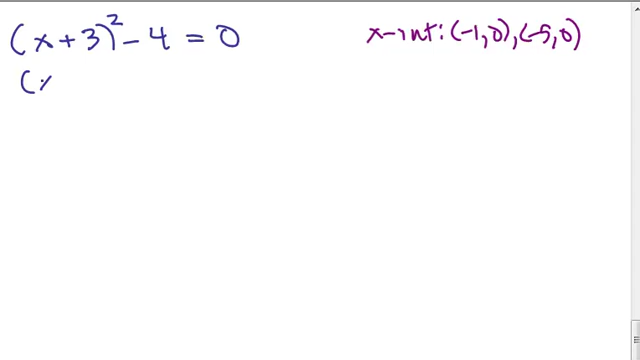 (x+3)² - 4 = 0
x-int: (-1,0), (-5,0)
(x